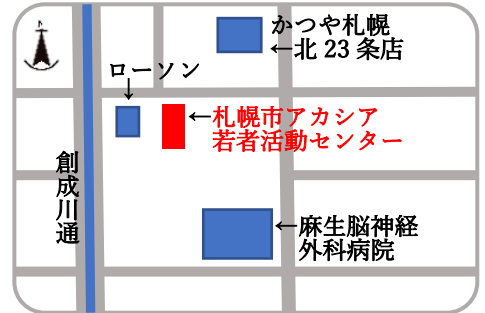 かつや札幌
←北23条店
ローソン
↓
←札幌市アカシア
若者活動センター
創成川通
←麻生脳神経
外科病院